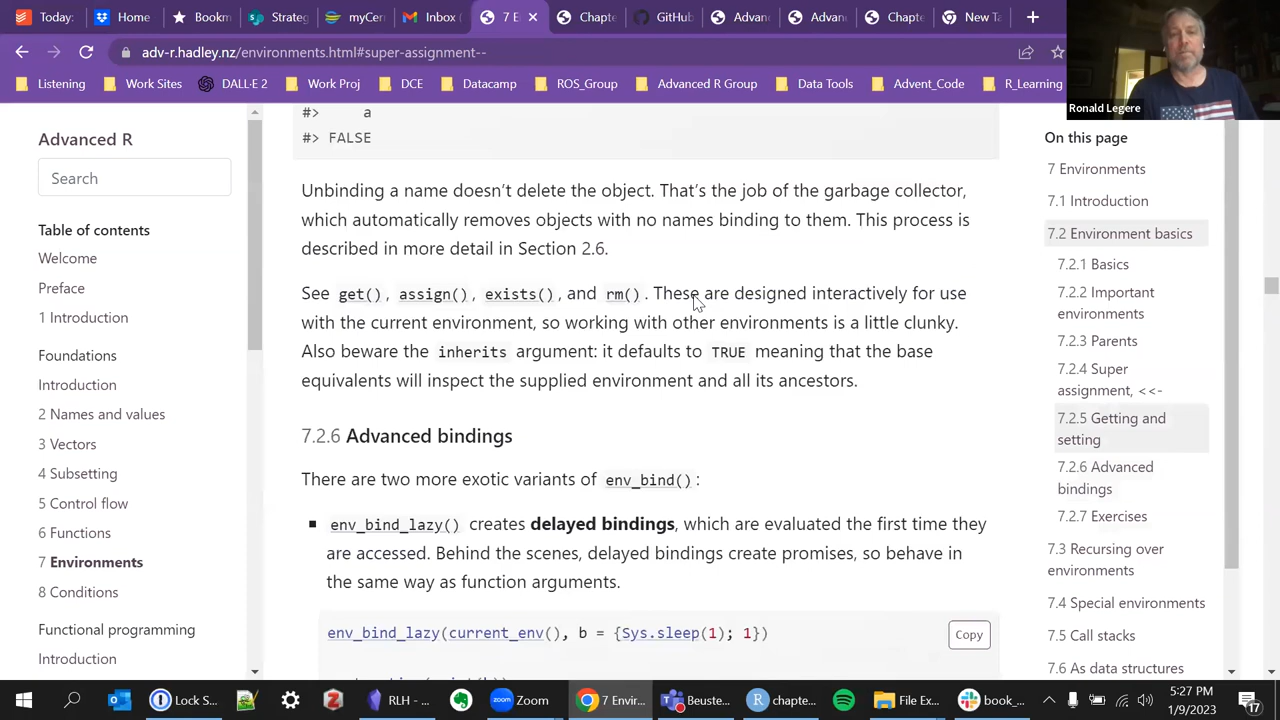 Today:
Home
Bookm
Strateg
myCer
Inbox (
7 E
Chapte
GitHub
Advan
Advan
Chapte
New Ta
adv-r.hadley.nz/environments.html#super-assignment--
Listening
Work Sites
DALL·E 2
Work Proj
DCE
Datacamp
ROS_Group
Advanced R Group
Data Tools
Advent_Code
R_Learning
Ronald Legere
Advanced R
Search
Table of contents
Welcome
Preface
1 Introduction
Foundations
Introduction
2 Names and values
3 Vectors
4 Subsetting
5 Control flow
6 Functions
7 Environments
8 Conditions
Functional programming
Introduction
#> a
#> FALSE
Unbinding a name doesn't delete the object. That's the job of the garbage collector,
which automatically removes objects with no names binding to them. This process is
described in more detail in Section 2.6.
See get(), assign(), exists(), and rm(). These are designed interactively for use
with the current environment, so working with other environments is a little clunky.
Also beware the inherits argument: it defaults to TRUE meaning that the base
equivalents will inspect the supplied environment and all its ancestors.
7.2.6 Advanced bindings
There are two more exotic variants of env_bind():
env_bind_lazy() creates delayed bindings, which are evaluated the first time they
are accessed. Behind the scenes, delayed bindings create promises, so behave in
the same way as function arguments.
env_bind_lazy(current_env(), b = {Sys.sleep(1); 1})
Copy
On this page
7 Environments
7.1 Introduction
7.2 Environment basics
7.2.1 Basics
7.2.2 Important
environments
7.2.3 Parents
7.2.4 Super
assignment, <<-
7.2.5 Getting and
setting
7.2.6 Advanced
bindings
7.2.7 Exercises
7.3 Recursing over
environments
7.4 Special environments
7.5 Call stacks
7.6 As data structures
Lock S...
RLH - ...
Zoom
7 Envir...
Beuste...
chapte...
File Exp...
book_...
5:27 PM
1/9/2023
17